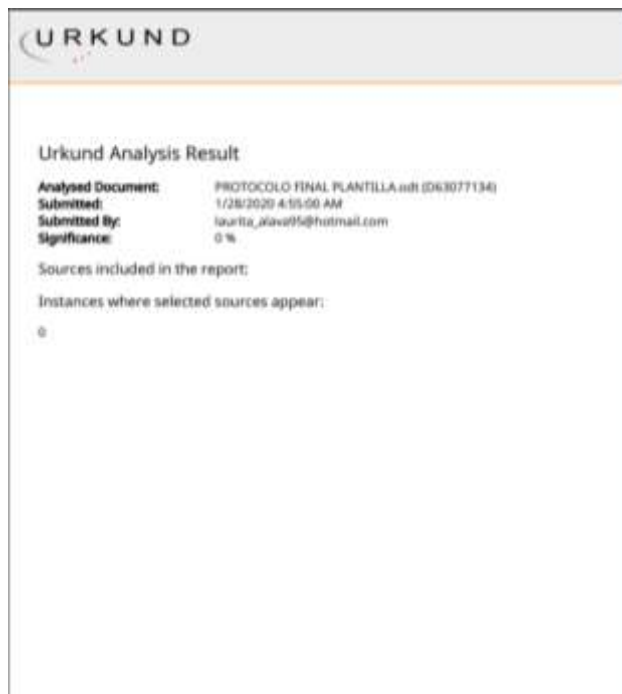 URKUND
Urkund Analysis Result
Analysed Document: PROTOCOLO FINAL PLANTILLA.odt (D63077134)
Submitted: 1/28/2020 4:55:00 AM
Submitted By: laurita_alava95@hotmail.com
Significance: 0 %
Sources included in the report:
Instances where selected sources appear:
0